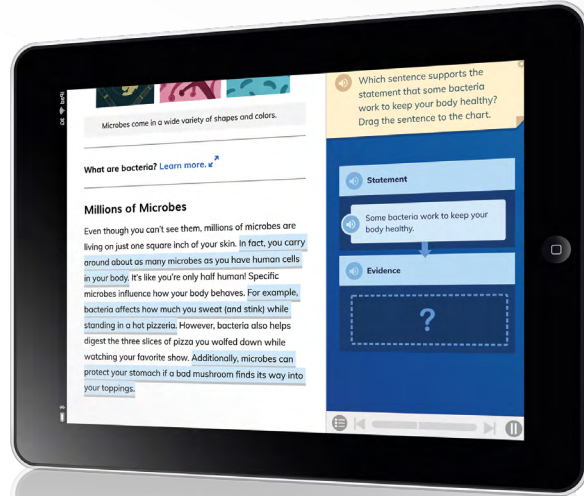 Microbes come in a wide variety of shapes and colors.
What are bacteria? Learn more.
Millions of Microbes
Even though you can't see them, millions of microbes are
living on just one square inch of your skin. In fact, you carry
around about as many microbes as you have human cells
in your body. It's like you're only half human! Specific
microbes influence how your body behaves. For example,
bacteria affects how much you sweat (and stink) while
standing in a hot pizzeria. However, bacteria also helps
digest the three slices of pizza you wolfed down while
watching your favorite show. Additionally, microbes can
protect your stomach if a bad mushroom finds its way into
your toppings.
Which sentence supports the
statement that some bacteria
work to keep your body healthy?
Drag the sentence to the chart.
Statement
Some bacteria work to keep your
body healthy.
Evidence
?
iPad